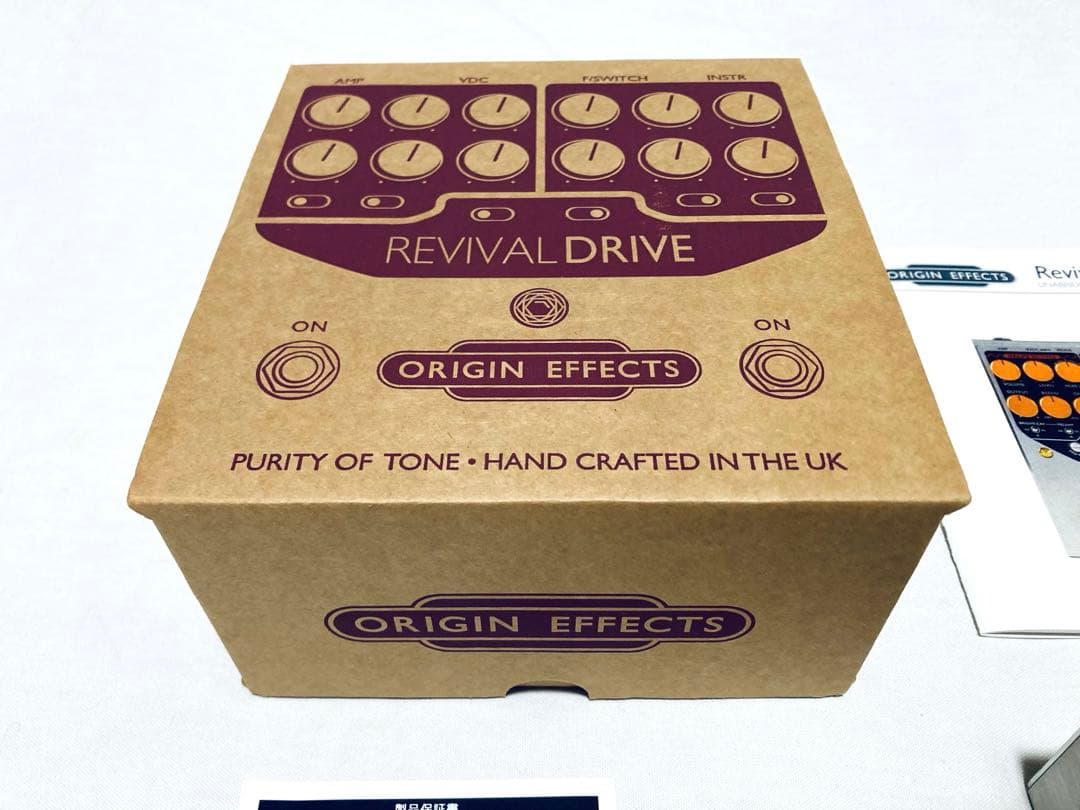 AMP VDC F/SWITCH INSTR
REVIVALDRIVE
ON ON
ORIGIN EFFECTS
PURITY OF TONE • HAND CRAFTED IN THE UK
ORIGIN EFFECTS
ORIGIN EFFECTS
製品保証書